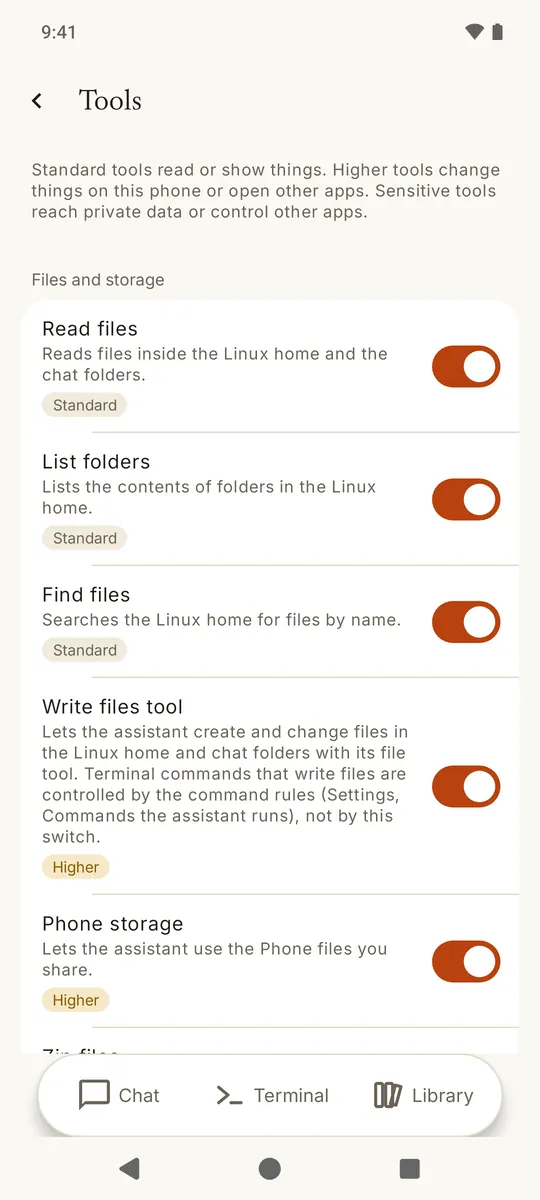 9:41
Tools
Standard tools read or show things. Higher tools change
things on this phone or open other apps. Sensitive tools
reach private data or control other apps.
Files and storage
Read files
Reads files inside the Linux home and the
chat folders.
Standard
List folders
Lists the contents of folders in the Linux
home.
Standard
Find files
Searches the Linux home for files by name.
Standard
Write files tool
Lets the assistant create and change files in
the Linux home and chat folders with its file
tool. Terminal commands that write files are
controlled by the command rules (Settings,
Commands the assistant runs), not by this
switch.
Higher
Phone storage
Lets the assistant use the Phone files you
share.
Higher
Zip files
Chat
Terminal
Library